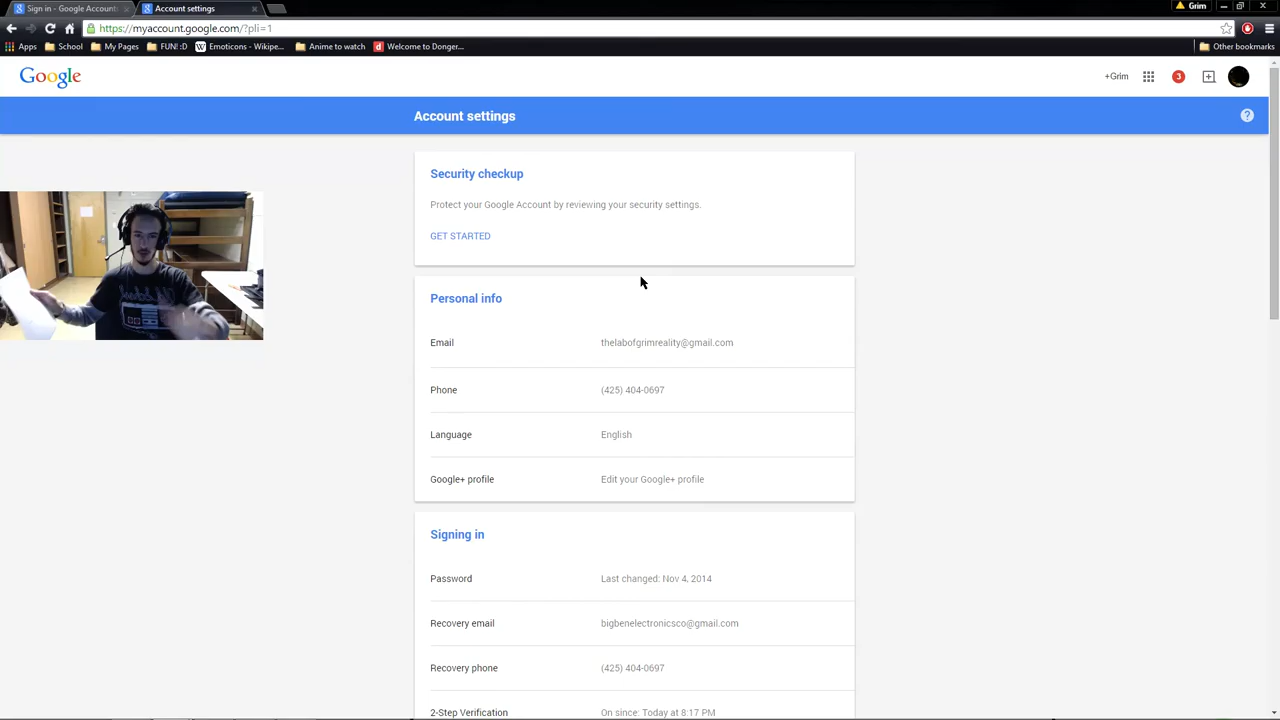 Sign in - Google Account
Account settings
Grim
https://myaccount.google.com/?pli=1
Apps
School
My Pages
FUN! :D
Emoticons - Wikipe...
Anime to watch
Welcome to Donger...
Other bookmarks
Google
+Grim
3
Account settings
?
Security checkup
Protect your Google Account by reviewing your security settings.
GET STARTED
Personal info
Email thelabofgrimreality@gmail.com
Phone (425) 404-0697
Language English
Google+ profile Edit your Google+ profile
Signing in
Password Last changed: Nov 4, 2014
Recovery email bigbenelectronicsco@gmail.com
Recovery phone (425) 404-0697
2-Step Verification On since: Today at 8:17 PM